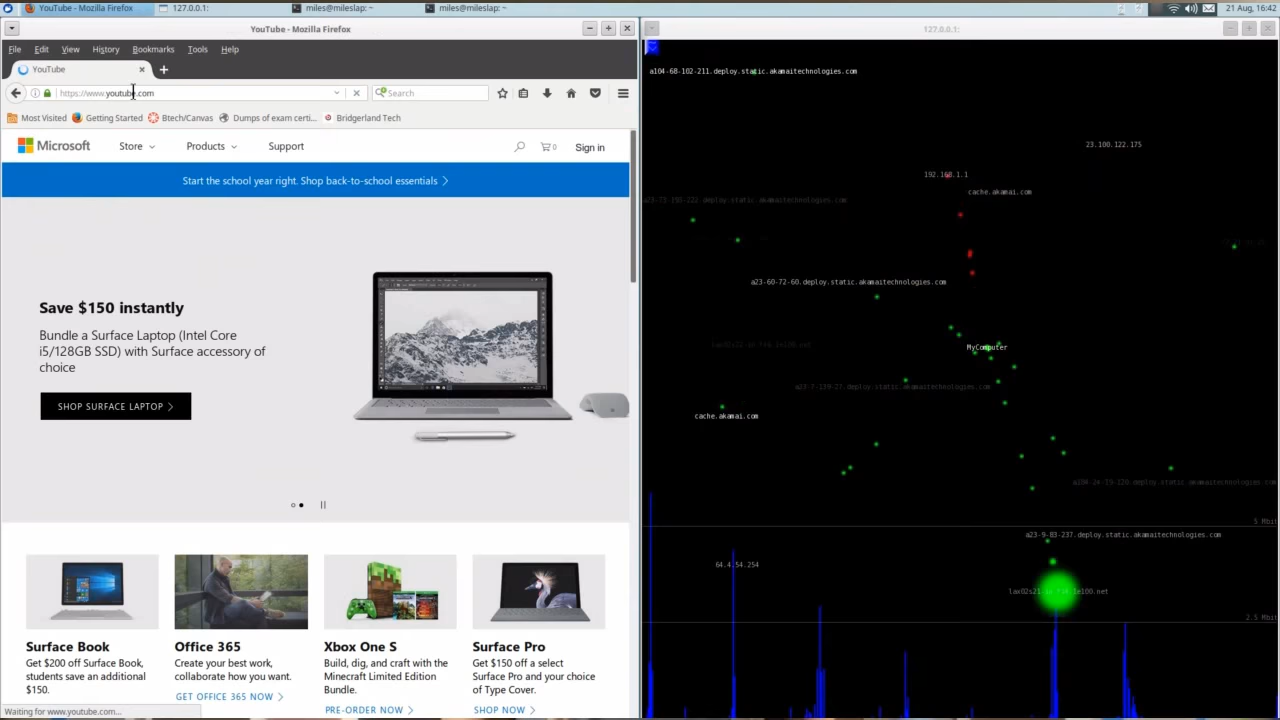 YouTube - Mozilla Firefox
127.0.0.1:
miles@mileslap: ~
miles@mileslap: ~
21 Aug, 16:42
YouTube - Mozilla Firefox
File Edit View History Bookmarks Tools Help
YouTube
https://www.youtube.com
Search
Most Visited
Getting Started
Btech/Canvas
Dumps of exam certi...
Bridgerland Tech
Microsoft
Store
Products
Support
0
Sign in
Start the school year right. Shop back-to-school essentials
Save $150 instantly
Bundle a Surface Laptop (Intel Core
i5/128GB SSD) with Surface accessory of
choice
SHOP SURFACE LAPTOP
Surface Book
Get $200 off Surface Book,
students save an additional
$150.
Office 365
Create your best work,
collaborate how you want.
GET OFFICE 365 NOW
Xbox One S
Build, dig, and craft with the
Minecraft Limited Edition
Bundle.
PRE-ORDER NOW
Surface Pro
Get $150 off a select
Surface Pro and your choice
of Type Cover.
SHOP NOW
Waiting for www.youtube.com...
127.0.0.1:
a104-68-102-211.deploy.static.akamaitechnologies.com
23.100.122.175
192.168.1.1
cache.akamai.com
a23-60-72-60.deploy.static.akamaitechnologies.com
MyComputer
cache.akamai.com
5 Mbit
a23-9-83-237.deploy.static.akamaitechnologies.com
64.4.54.254
2.5 Mbit